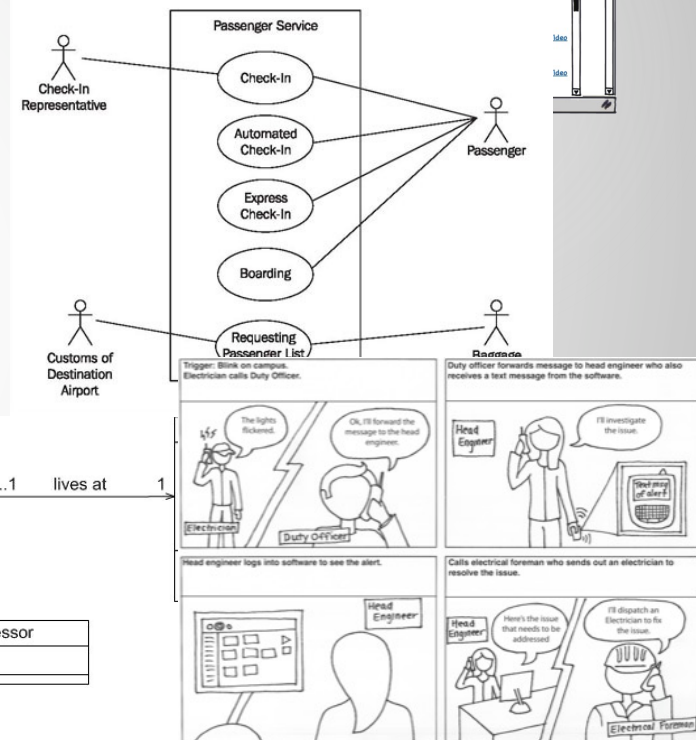 Passenger Service
Check-In
Representative
Check-In
Automated
Check-In
Express
Check-In
Boarding
Requesting
Passenger List
Passenger
Customs of
Destination
Airport
Baggage
ideo
ideo
..1
lives at
1
essor
Trigger: Blink on campus.
Electrician calls Duty Officer.
The lights
flickered.
Ok, I'll forward the
message to the head
engineer.
Electrician
Duty Officer
Duty officer forwards message to head engineer who also
receives a text message from the software.
Head
Engineer
I'll investigate
the issue.
Text msg
of alert
Head engineer logs into software to see the alert.
Head
Engineer
Calls electrical foreman who sends out an electrician to
resolve the issue.
Head
Engineer
Here's the issue
that needs to be
addressed
I'll dispatch an
Electrician to fix
the issue.
Electrical Foreman